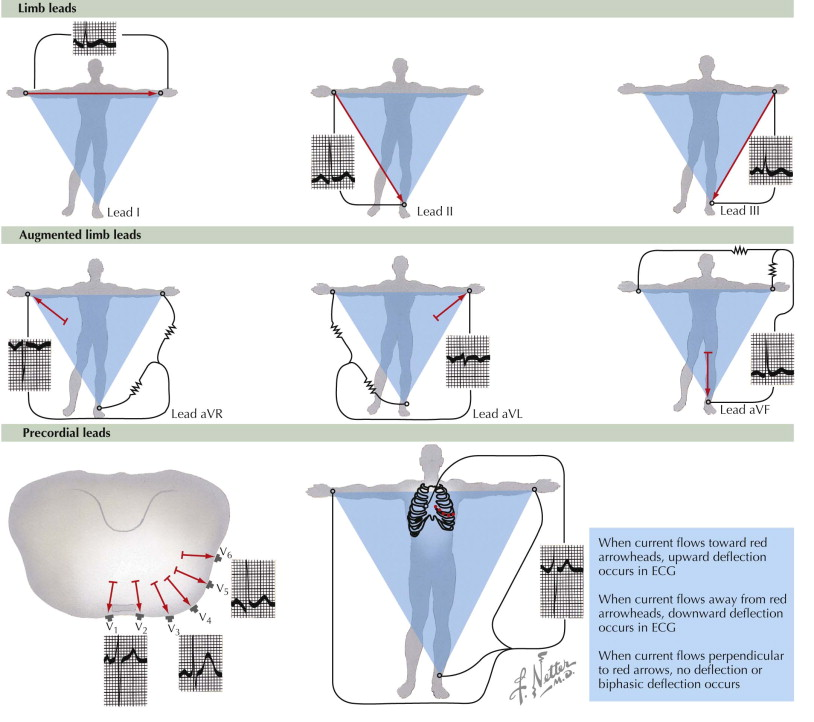 Limb leads
Lead I
Lead II
Lead III
Augmented limb leads
Lead aVR
Lead aVL
Lead aVF
Precordial leads
V6
V5
V4
V3
V2
V1
When current flows toward red
arrowheads, upward deflection
occurs in ECG
When current flows away from red
arrowheads, downward deflection
occurs in ECG
When current flows perpendicular
to red arrows, no deflection or
biphasic deflection occurs
F. Netter
M.D.